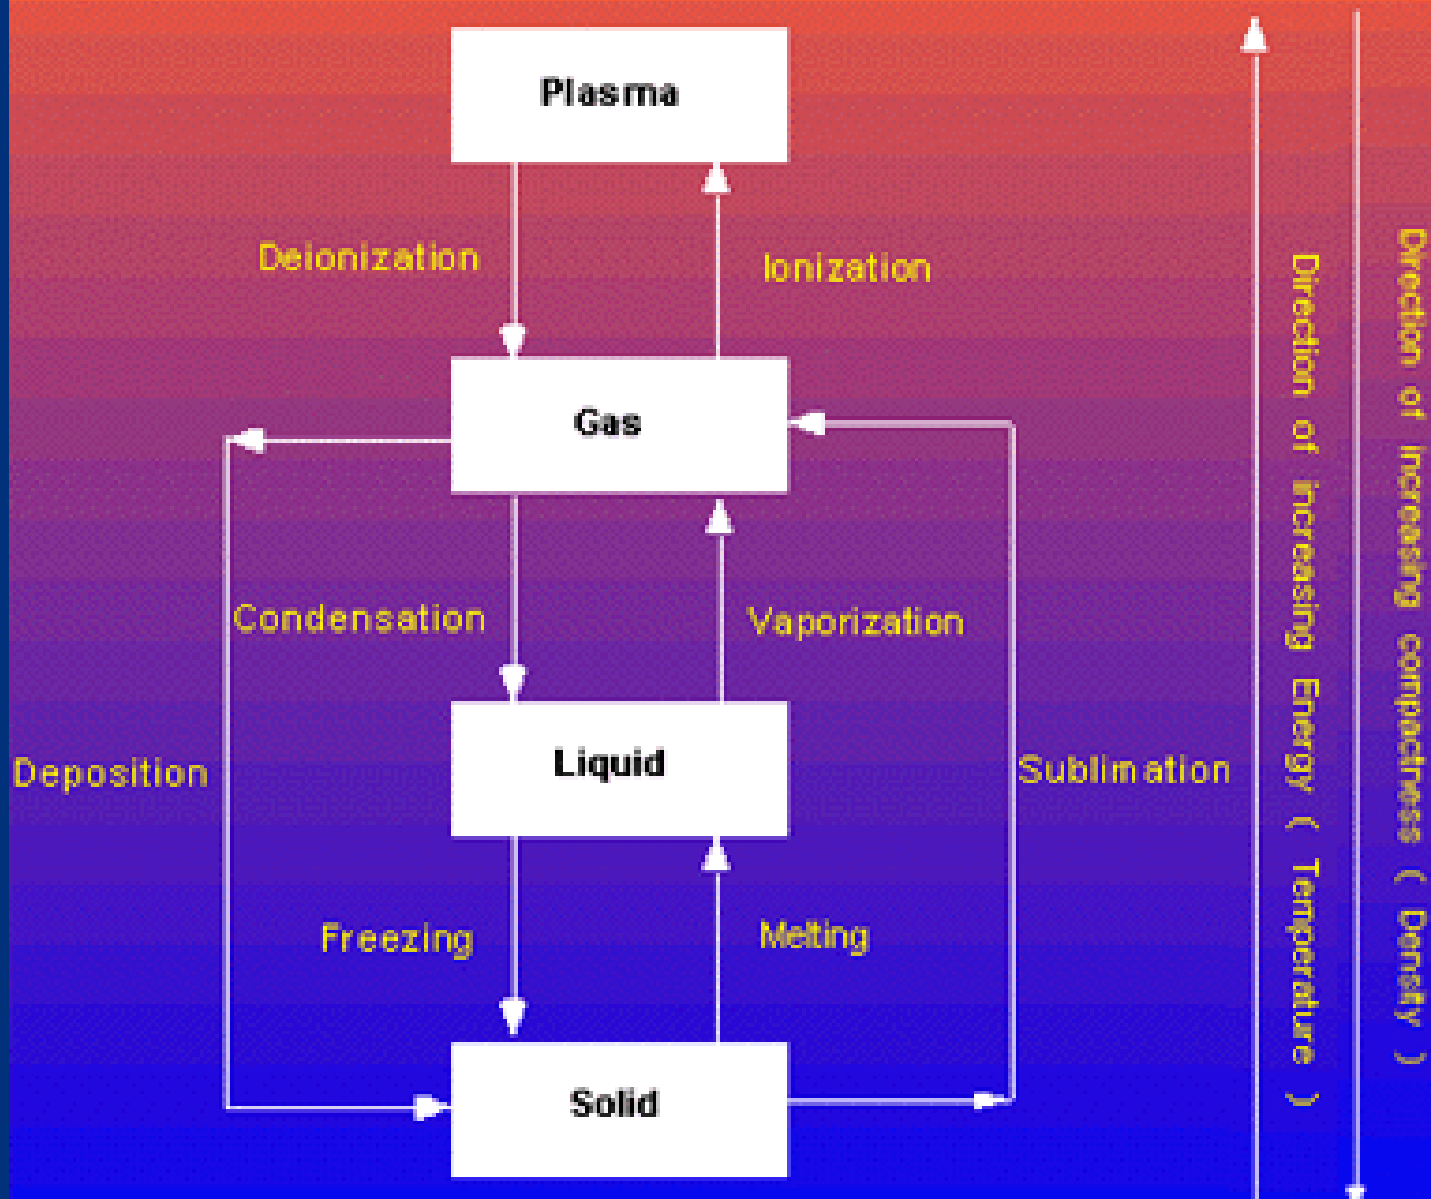 Plasma
Deionization
Ionization
Gas
Condensation
Vaporization
Deposition
Liquid
Sublimation
Freezing
Melting
Solid
Direction of increasing Energy ( Temperature )
Direction of increasing compactness ( Density )